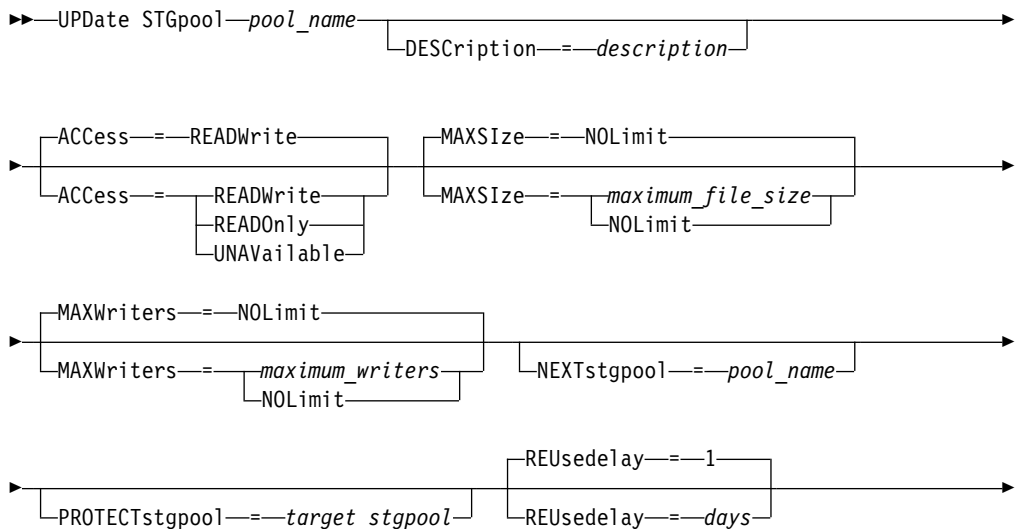 UPDate STGpool pool_name
DESCription = description
ACCess = READWrite
MAXSIze = NOLimit
ACCess = READWrite
MAXSIze = maximum_file_size
READOnly
NOLimit
UNAVailable
MAXWriters = NOLimit
MAXWriters = maximum_writers
NEXTstgpool = pool_name
NOLimit
REUsedelay = 1
PROTECTstgpool = target stgpool
REUsedelay = days